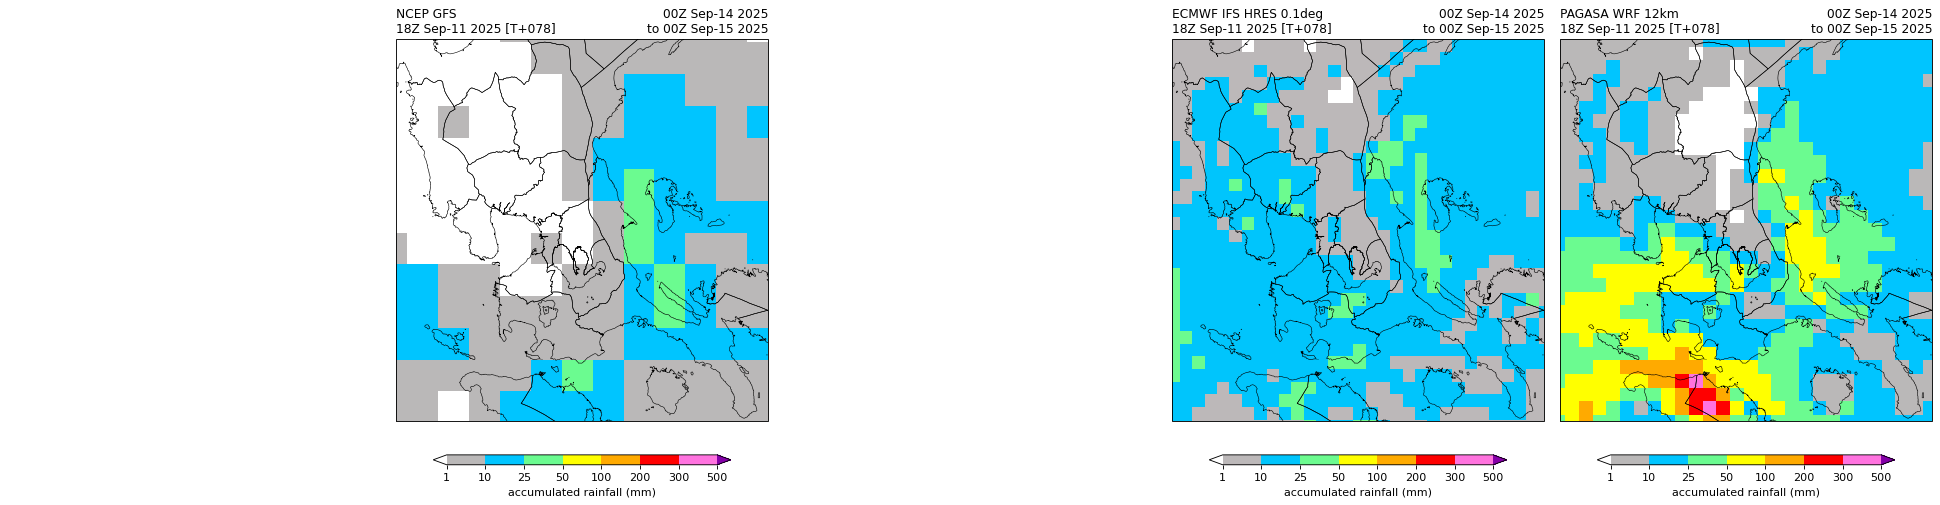 NCEP GFS
18Z Sep-11 2025 [T+078]
00Z Sep-14 2025
to 00Z Sep-15 2025
1 10 25 50 100 200 300 500
accumulated rainfall (mm)
ECMWF IFS HRES 0.1deg
18Z Sep-11 2025 [T+078]
00Z Sep-14 2025
to 00Z Sep-15 2025
1 10 25 50 100 200 300 500
accumulated rainfall (mm)
PAGASA WRF 12km
18Z Sep-11 2025 [T+078]
00Z Sep-14 2025
to 00Z Sep-15 2025
1 10 25 50 100 200 300 500
accumulated rainfall (mm)